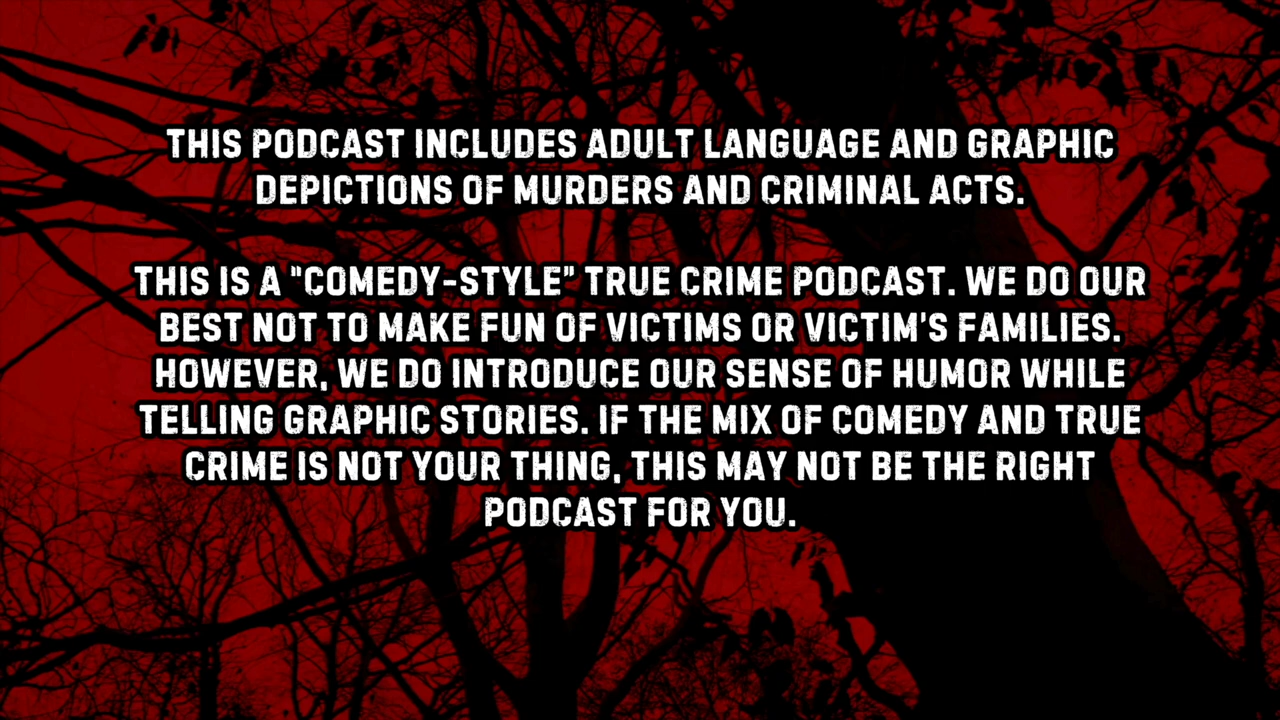 THIS PODCAST INCLUDES ADULT LANGUAGE AND GRAPHIC
DEPICTIONS OF MURDERS AND CRIMINAL ACTS.
THIS IS A "COMEDY-STYLE" TRUE CRIME PODCAST. WE DO OUR
BEST NOT TO MAKE FUN OF VICTIMS OR VICTIM'S FAMILIES.
HOWEVER, WE DO INTRODUCE OUR SENSE OF HUMOR WHILE
TELLING GRAPHIC STORIES. IF THE MIX OF COMEDY AND TRUE
CRIME IS NOT YOUR THING, THIS MAY NOT BE THE RIGHT
PODCAST FOR YOU.